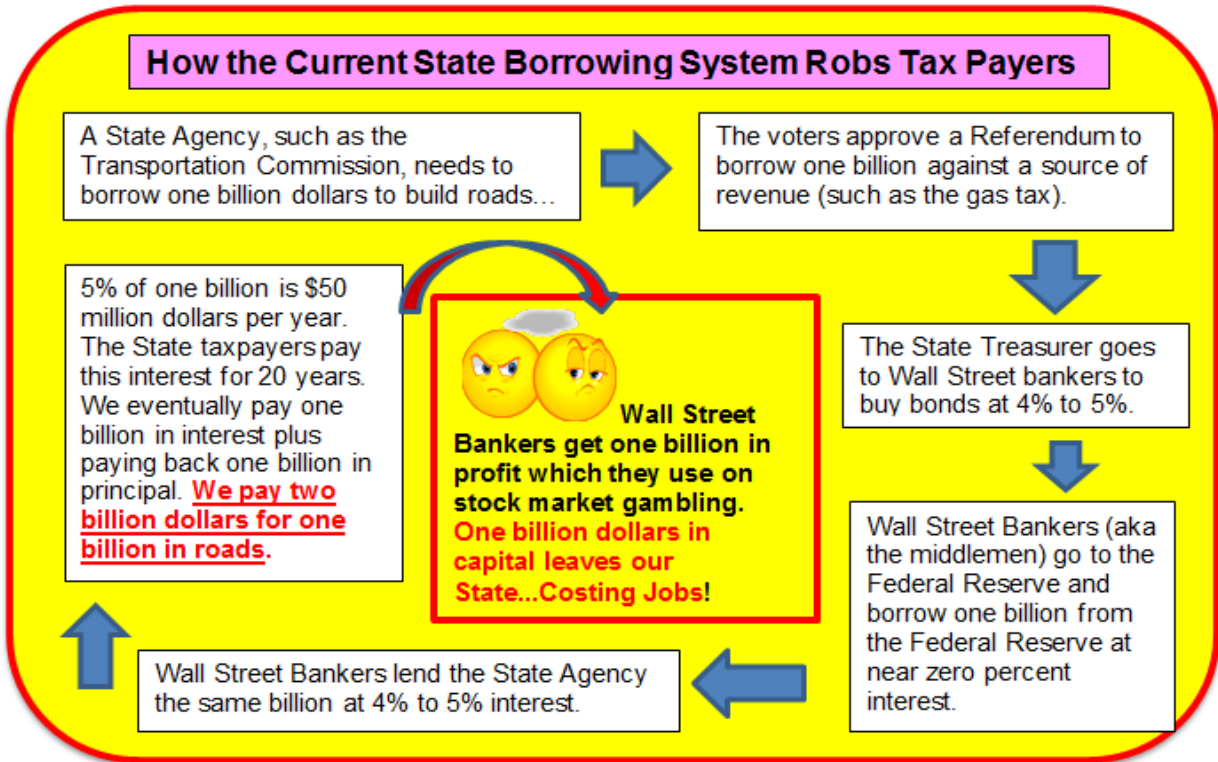 How the Current State Borrowing System Robs Tax Payers
A State Agency, such as the
Transportation Commission, needs to
borrow one billion dollars to build roads…
The voters approve a Referendum to
borrow one billion against a source of
revenue (such as the gas tax).
The State Treasurer goes
to Wall Street bankers to
buy bonds at 4% to 5%.
Wall Street Bankers (aka
the middlemen) go to the
Federal Reserve and
borrow one billion from
the Federal Reserve at
near zero percent
interest.
Wall Street Bankers lend the State Agency
the same billion at 4% to 5% interest.
5% of one billion is $50
million dollars per year.
The State taxpayers pay
this interest for 20 years.
We eventually pay one
billion in interest plus
paying back one billion in
principal. We pay two
billion dollars for one
billion in roads.
Wall Street
Bankers get one billion in
profit which they use on
stock market gambling.
One billion dollars in
capital leaves our
State...Costing Jobs!